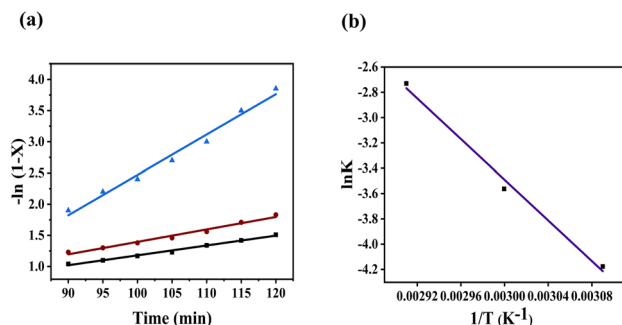 (a)
-ln (1-X)
4.0
3.5
3.0
2.5
2.0
1.5
1.0
90 95 100 105 110 115 120
Time (min)
(b)
lnK
-2.6
-2.8
-3.0
-3.2
-3.4
-3.6
-3.8
-4.0
-4.2
0.00292 0.00296 0.00300 0.00304 0.00308
1/T (K-1)